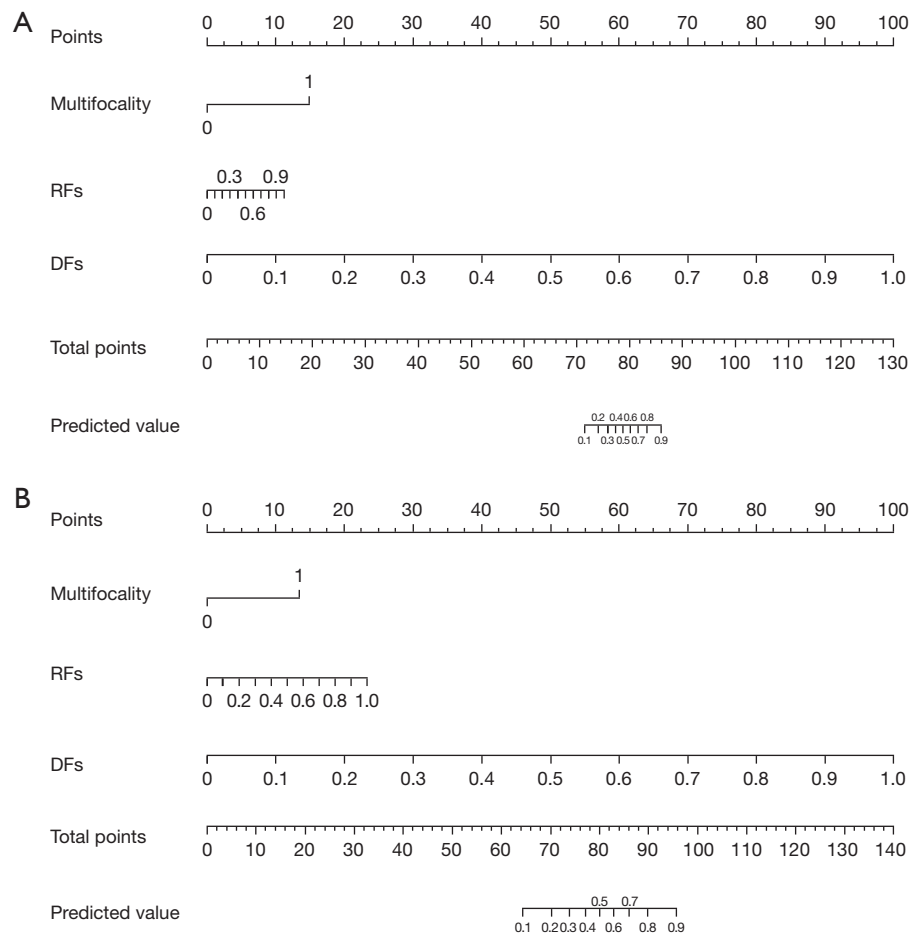 A
Points 0 10 20 30 40 50 60 70 80 90 100
1
Multifocality
0
0.3 0.9
RFs
0 0.6
DFs
0 0.1 0.2 0.3 0.4 0.5 0.6 0.7 0.8 0.9 1.0
Total points
0 10 20 30 40 50 60 70 80 90 100 110 120 130
0.2 0.4 0.6 0.8
Predicted value
0.1 0.3 0.5 0.7 0.9
B
Points 0 10 20 30 40 50 60 70 80 90 100
1
Multifocality
0
RFs
0 0.2 0.4 0.6 0.8 1.0
DFs
0 0.1 0.2 0.3 0.4 0.5 0.6 0.7 0.8 0.9 1.0
Total points
0 10 20 30 40 50 60 70 80 90 100 110 120 130 140
0.5 0.7
Predicted value
0.1 0.2 0.3 0.4 0.6 0.8 0.9